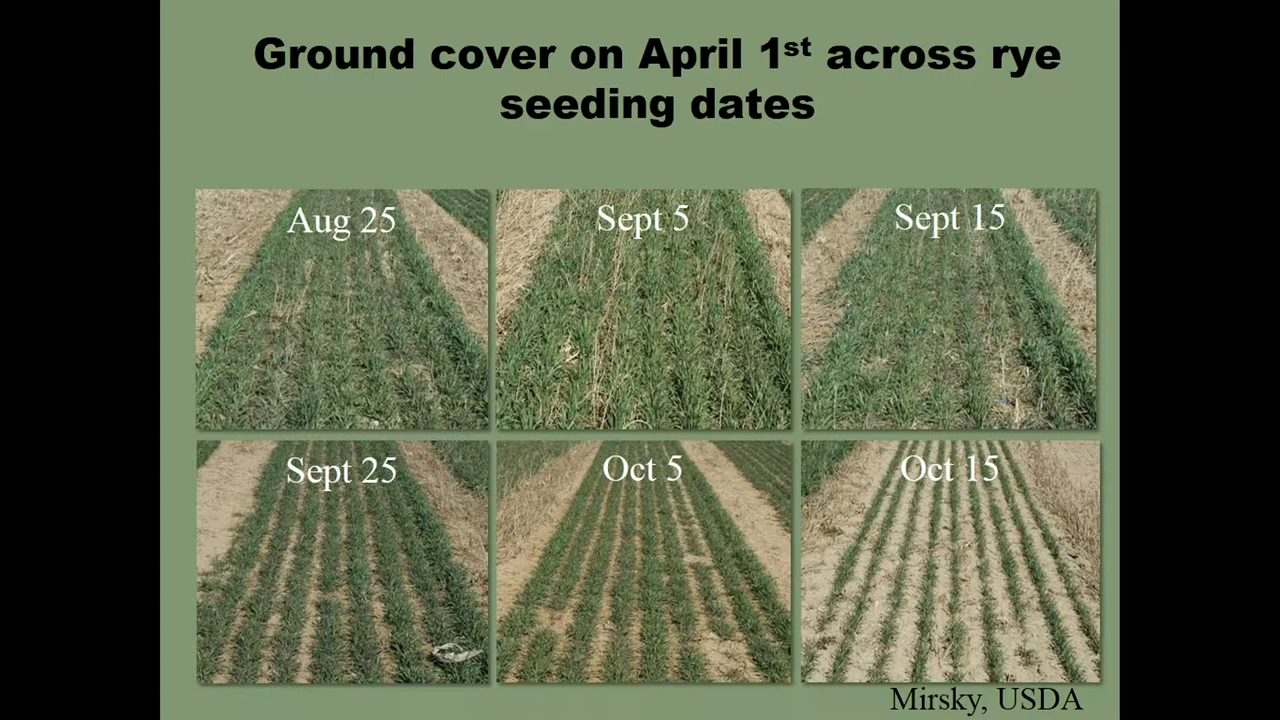 Ground cover on April 1st across rye
seeding dates
Aug 25
Sept 5
Sept 15
Sept 25
Oct 5
Oct 15
Mirsky, USDA